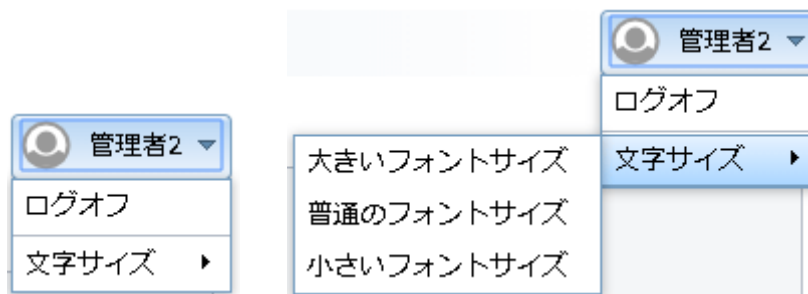 管理者2
ログオフ
文字サイズ
管理者2
ログオフ
文字サイズ
大きいフォントサイズ
普通のフォントサイズ
小さいフォントサイズ